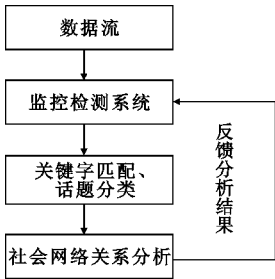 数据流
监控检测系统
关键字匹配、
话题分类
社会网络关系分析
反馈分析结果